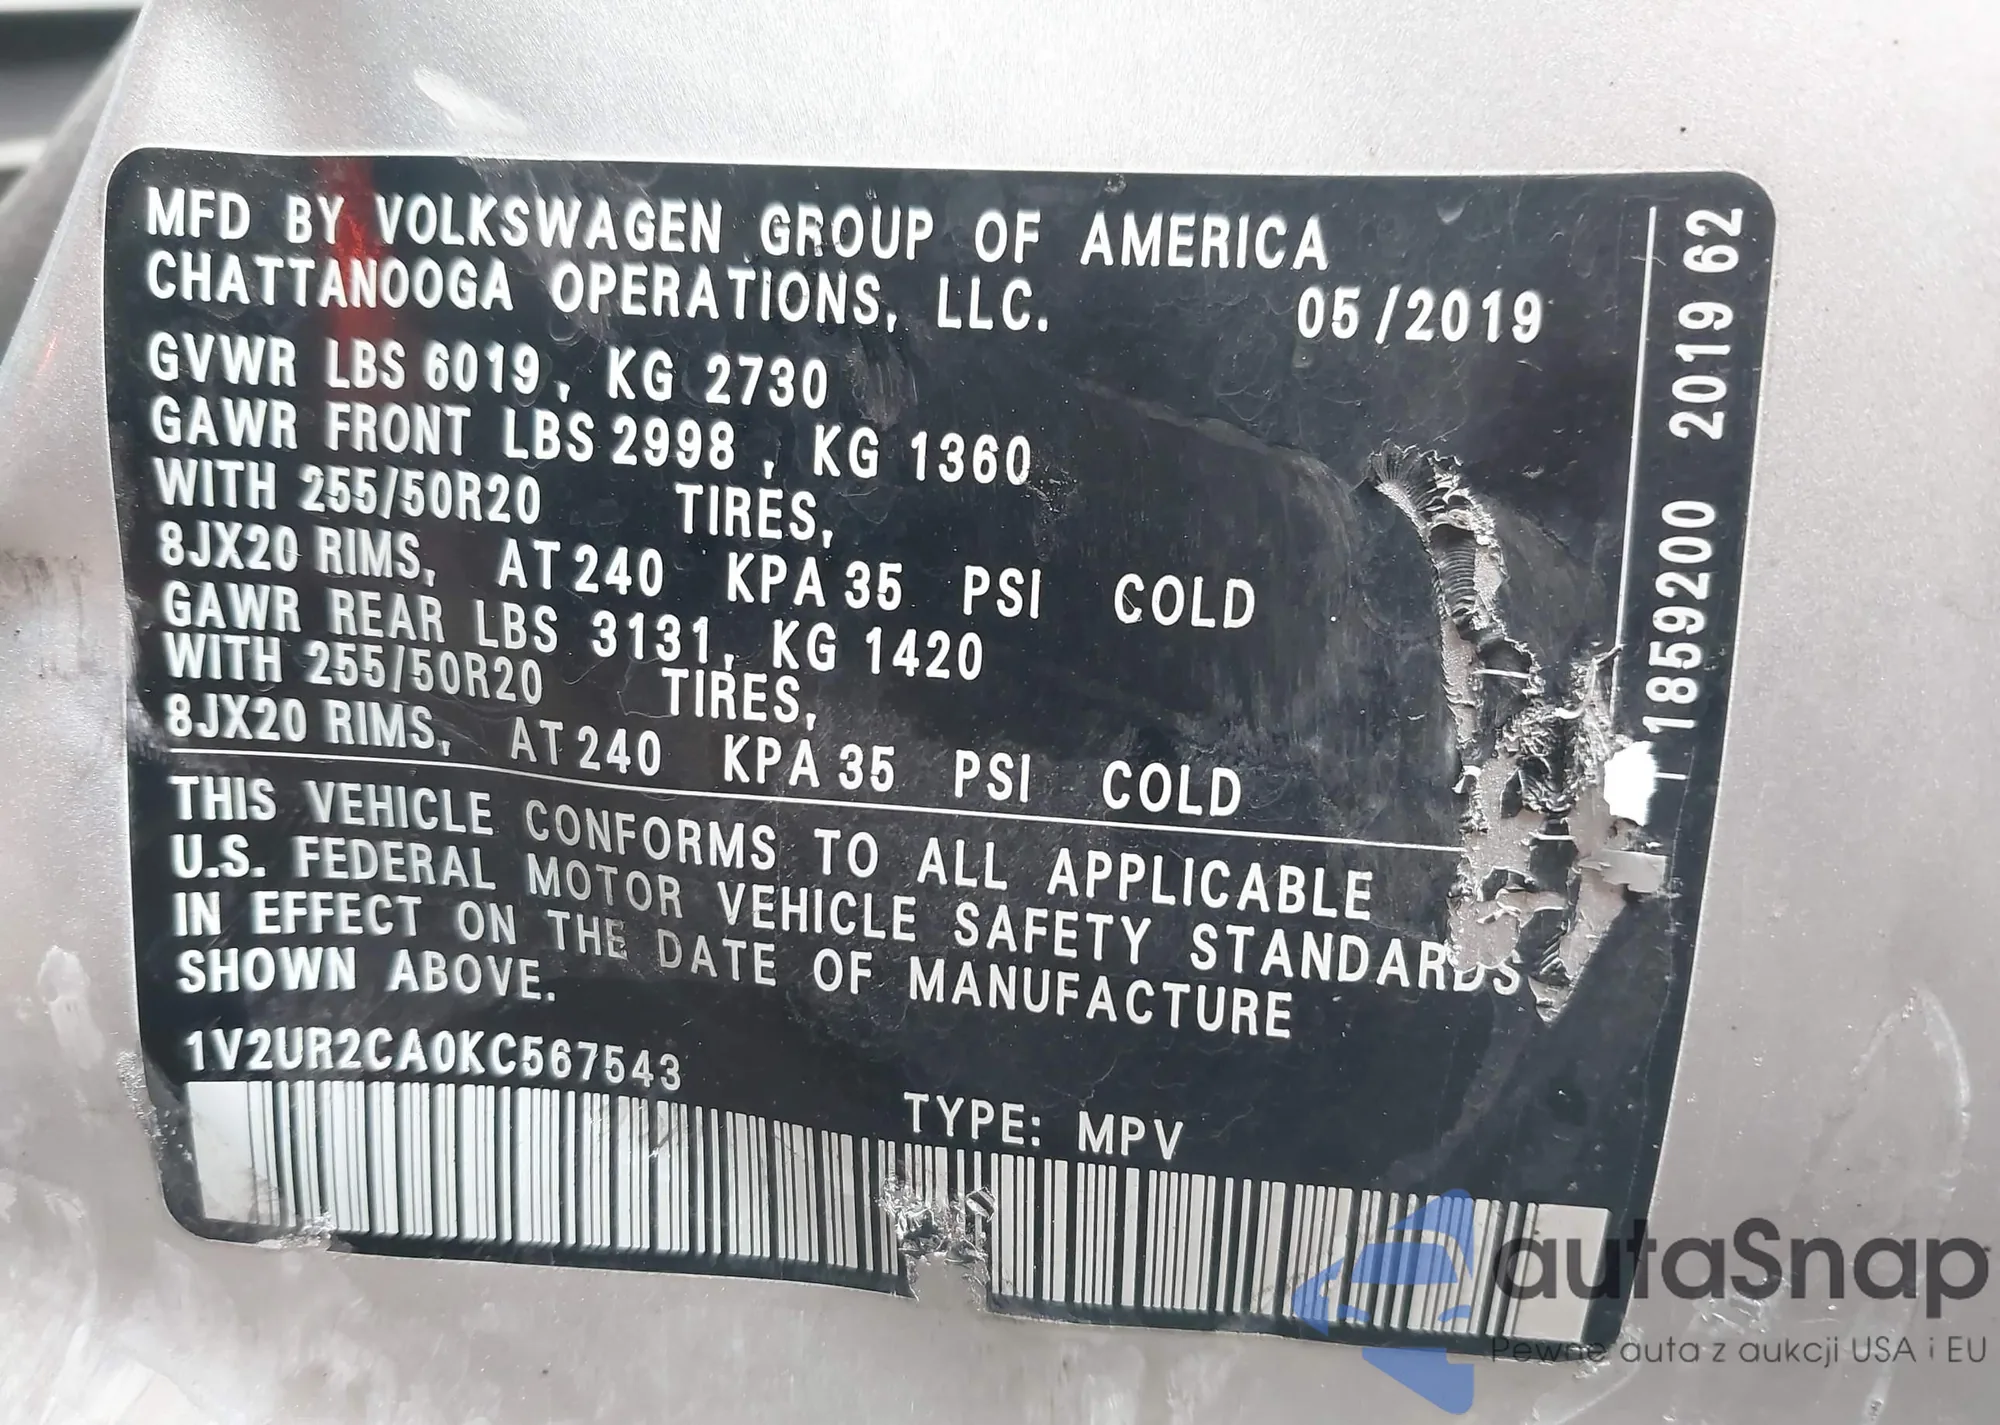 MFD BY VOLKSWAGEN GROUP OF AMERICA
CHATTANOOGA OPERATIONS, LLC. 05/2019
GVWR LBS 6019, KG 2730
GAWR FRONT LBS 2998, KG 1360
WITH 255/50R20 TIRES,
8JX20 RIMS, AT 240 KPA 35 PSI COLD
GAWR REAR LBS 3131, KG 1420
WITH 255/50R20 TIRES,
8JX20 RIMS, AT 240 KPA 35 PSI COLD
THIS VEHICLE CONFORMS TO ALL APPLICABLE
U.S. FEDERAL MOTOR VEHICLE SAFETY STANDARDS
IN EFFECT ON THE DATE OF MANUFACTURE
SHOWN ABOVE.
1V2UR2CA0KC567543
TYPE: MPV
1859200 2019 62
autaSnap
Pewne auta z aukcji USA i EU